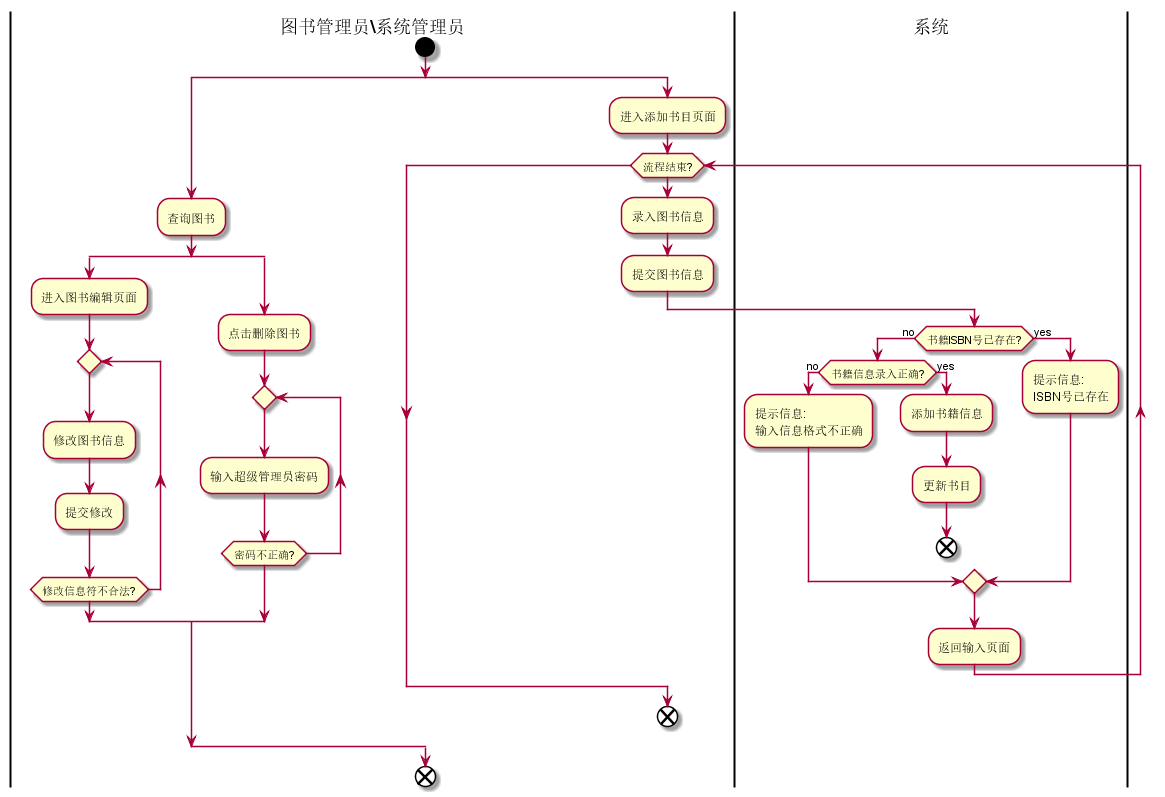 图书管理员\系统管理员
系统
进入添加书目页面
流程结束?
查询图书
录入图书信息
提交图书信息
进入图书编辑页面
点击删除图书
修改图书信息
提交修改
修改信息符不合法?
输入超级管理员密码
密码不正确?
no
书籍ISBN号已存在?
yes
no
书籍信息录入正确?
yes
提示信息:
ISBN号已存在
提示信息:
输入信息格式不正确
添加书籍信息
更新书目
返回输入页面